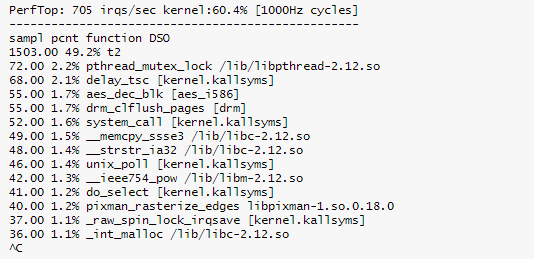 PerfTop: 705 irqs/sec kernel:60.4% [1000Hz cycles]
--------------------------------------------------
sampl pcnt function DSO
1503.00 49.2% t2
72.00 2.2% pthread_mutex_lock /lib/libpthread-2.12.so
68.00 2.1% delay_tsc [kernel.kallsyms]
55.00 1.7% aes_dec_blk [aes_i586]
55.00 1.7% drm_clflush_pages [drm]
52.00 1.6% system_call [kernel.kallsyms]
49.00 1.5% __memcpy_ssse3 /lib/libc-2.12.so
48.00 1.4% __strstr_ia32 /lib/libc-2.12.so
46.00 1.4% unix_poll [kernel.kallsyms]
42.00 1.3% __ieee754_pow /lib/libm-2.12.so
41.00 1.2% do_select [kernel.kallsyms]
40.00 1.2% pixman_rasterize_edges libpixman-1.so.0.18.0
37.00 1.1% _raw_spin_lock_irqsave [kernel.kallsyms]
36.00 1.1% _int_malloc /lib/libc-2.12.so
^C